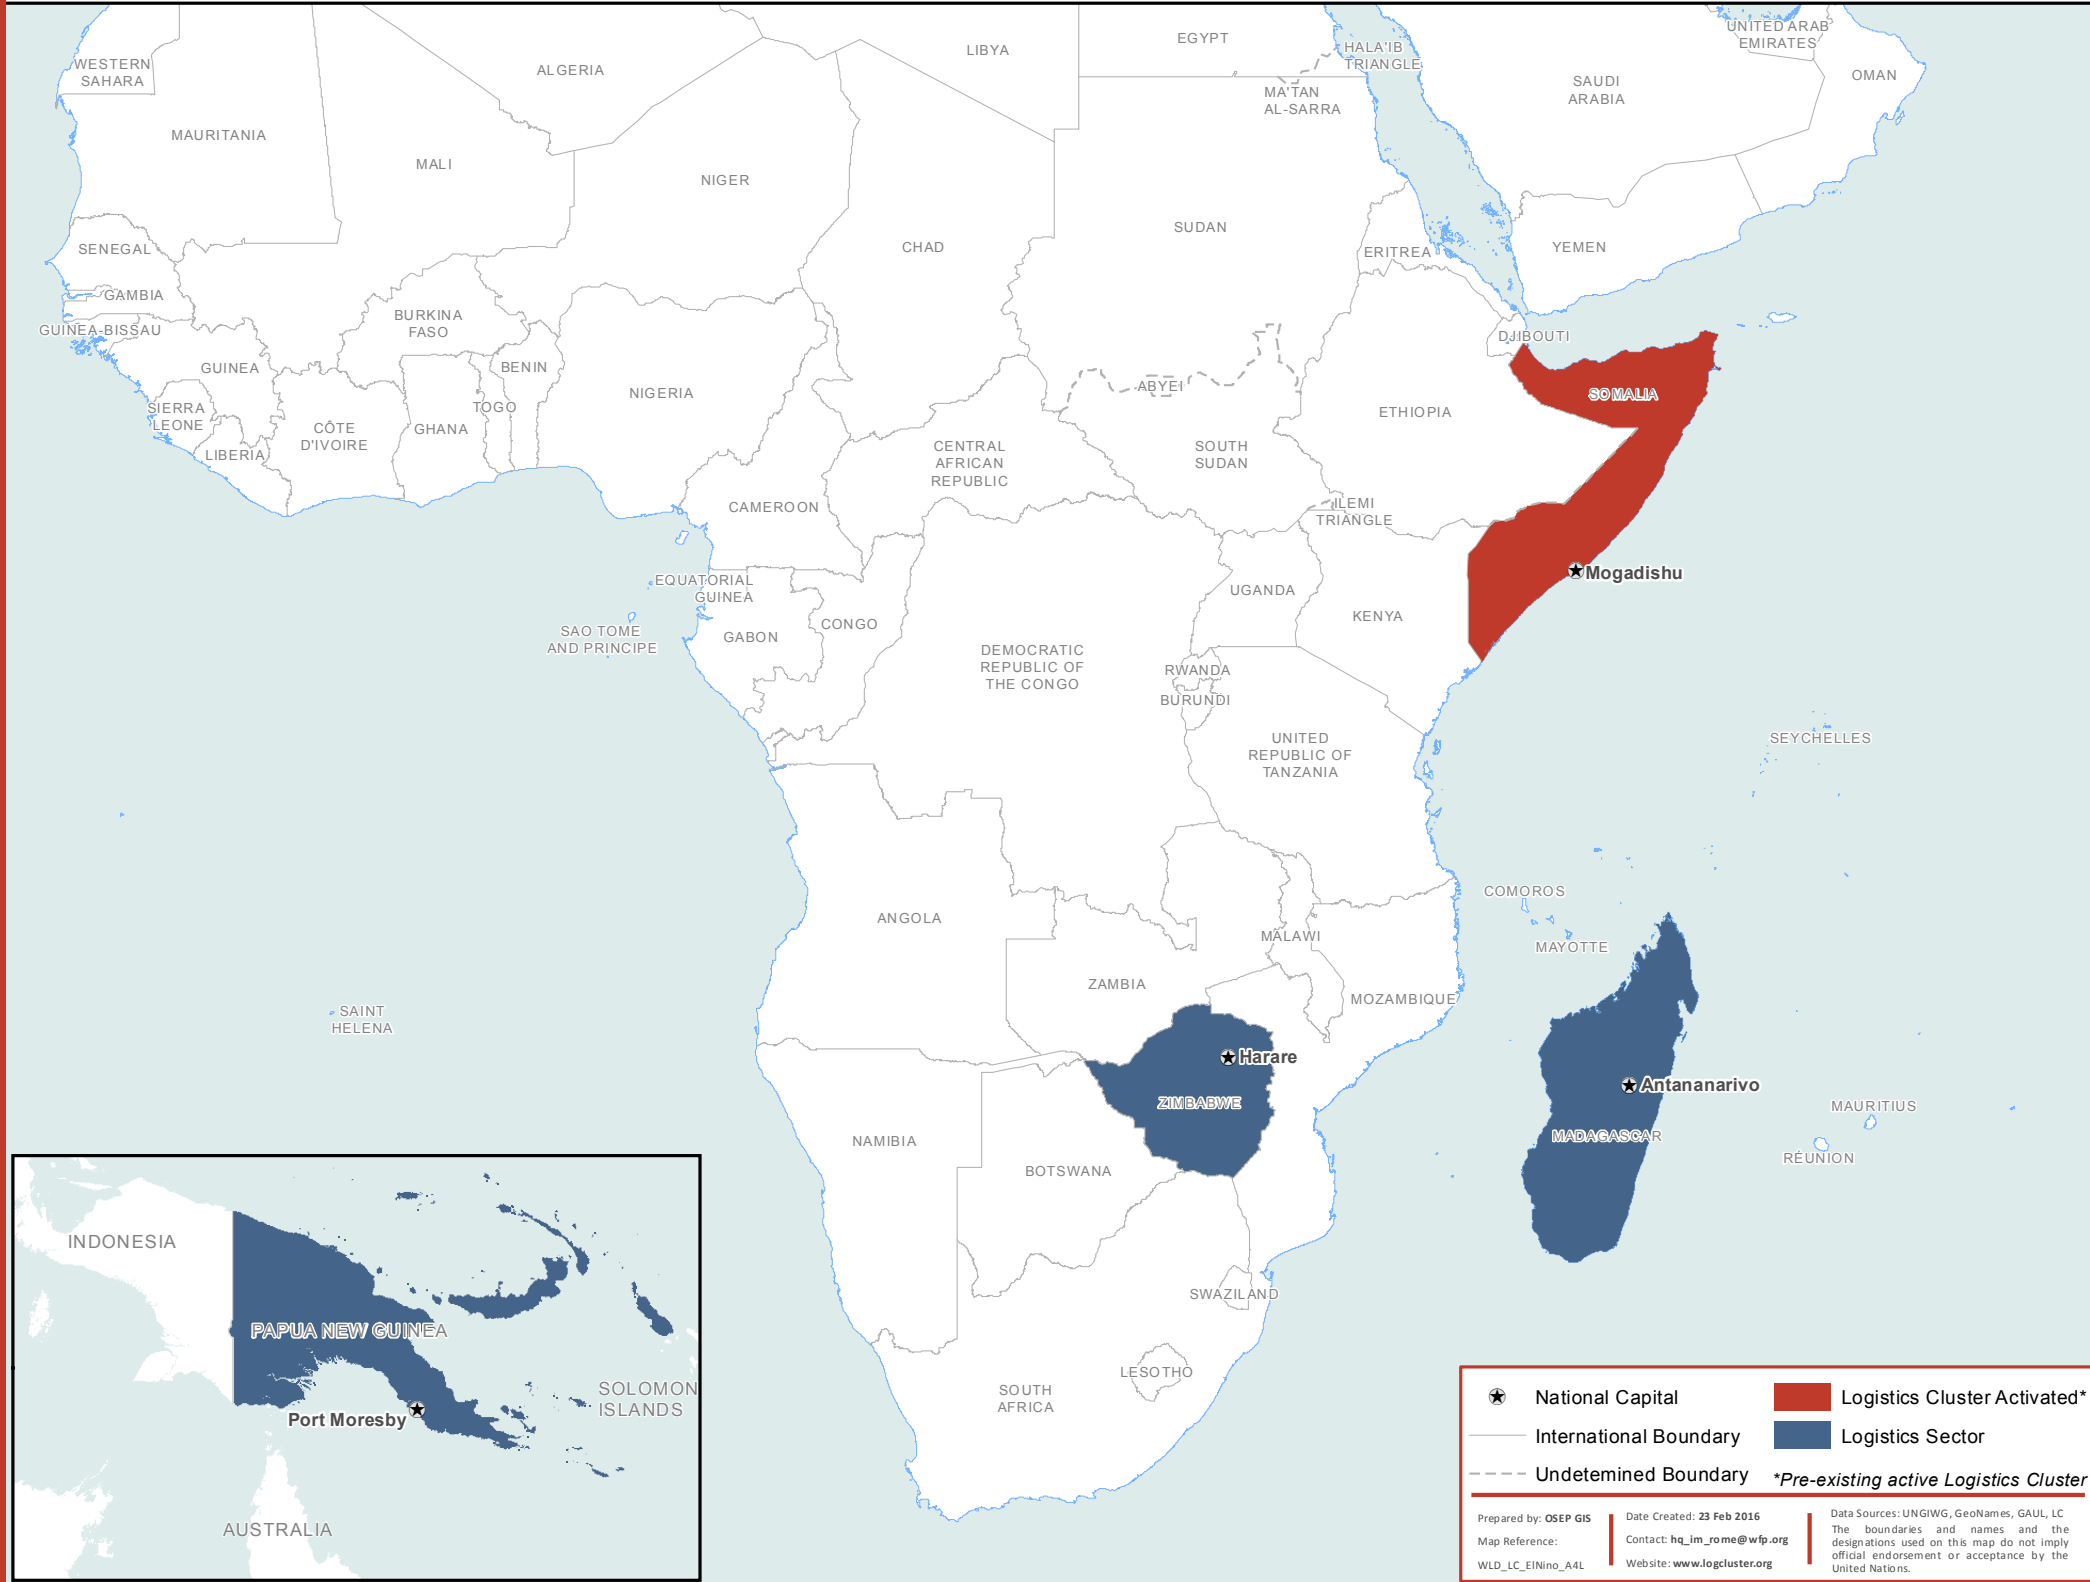 WESTERN
SAHARA
ALGERIA
LIBYA
EGYPT
HALA'IB
TRIANGLE
UNITED ARAB
EMIRATES
SAUDI
ARABIA
OMAN
MA'TAN
AL-SARRA
MAURITANIA
MALI
NIGER
CHAD
SUDAN
ERITREA
YEMEN
SENEGAL
GAMBIA
GUINEA-BISSAU
BURKINA
FASO
DJIBOUTI
GUINEA
BENIN
NIGERIA
ABYEI
SOMALIA
SIERRA
LEONE
TOGO
CÔTE
D'IVOIRE
GHANA
ETHIOPIA
LIBERIA
CENTRAL
AFRICAN
REPUBLIC
SOUTH
SUDAN
CAMEROON
ILEMI
TRIANGLE
Mogadishu
EQUATORIAL
GUINEA
UGANDA
KENYA
SAO TOME
AND PRINCIPE
GABON
CONGO
DEMOCRATIC
REPUBLIC OF
THE CONGO
RWANDA
BURUNDI
UNITED
REPUBLIC OF
TANZANIA
SEYCHELLES
COMOROS
ANGOLA
MALAWI
MAYOTTE
ZAMBIA
MOZAMBIQUE
SAINT
HELENA
Harare
Antananarivo
ZIMBABWE
MAURITIUS
NAMIBIA
MADAGASCAR
RÉUNION
BOTSWANA
SWAZILAND
LESOTHO
SOUTH
AFRICA
INDONESIA
PAPUA NEW GUINEA
SOLOMON
ISLANDS
Port Moresby
AUSTRALIA
National Capital
International Boundary
Undetemined Boundary
Logistics Cluster Activated*
Logistics Sector
*Pre-existing active Logistics Cluster
Prepared by: OSEP GIS
Map Reference:
WLD_LC_ElNino_A4L
Date Created: 23 Feb 2016
Contact: hq_im_rome@wfp.org
Website: www.logcluster.org
Data Sources: UNGIWG, GeoNames, GAUL, LC
The boundaries and names and the
designations used on this map do not imply
official endorsement or acceptance by the
United Nations.